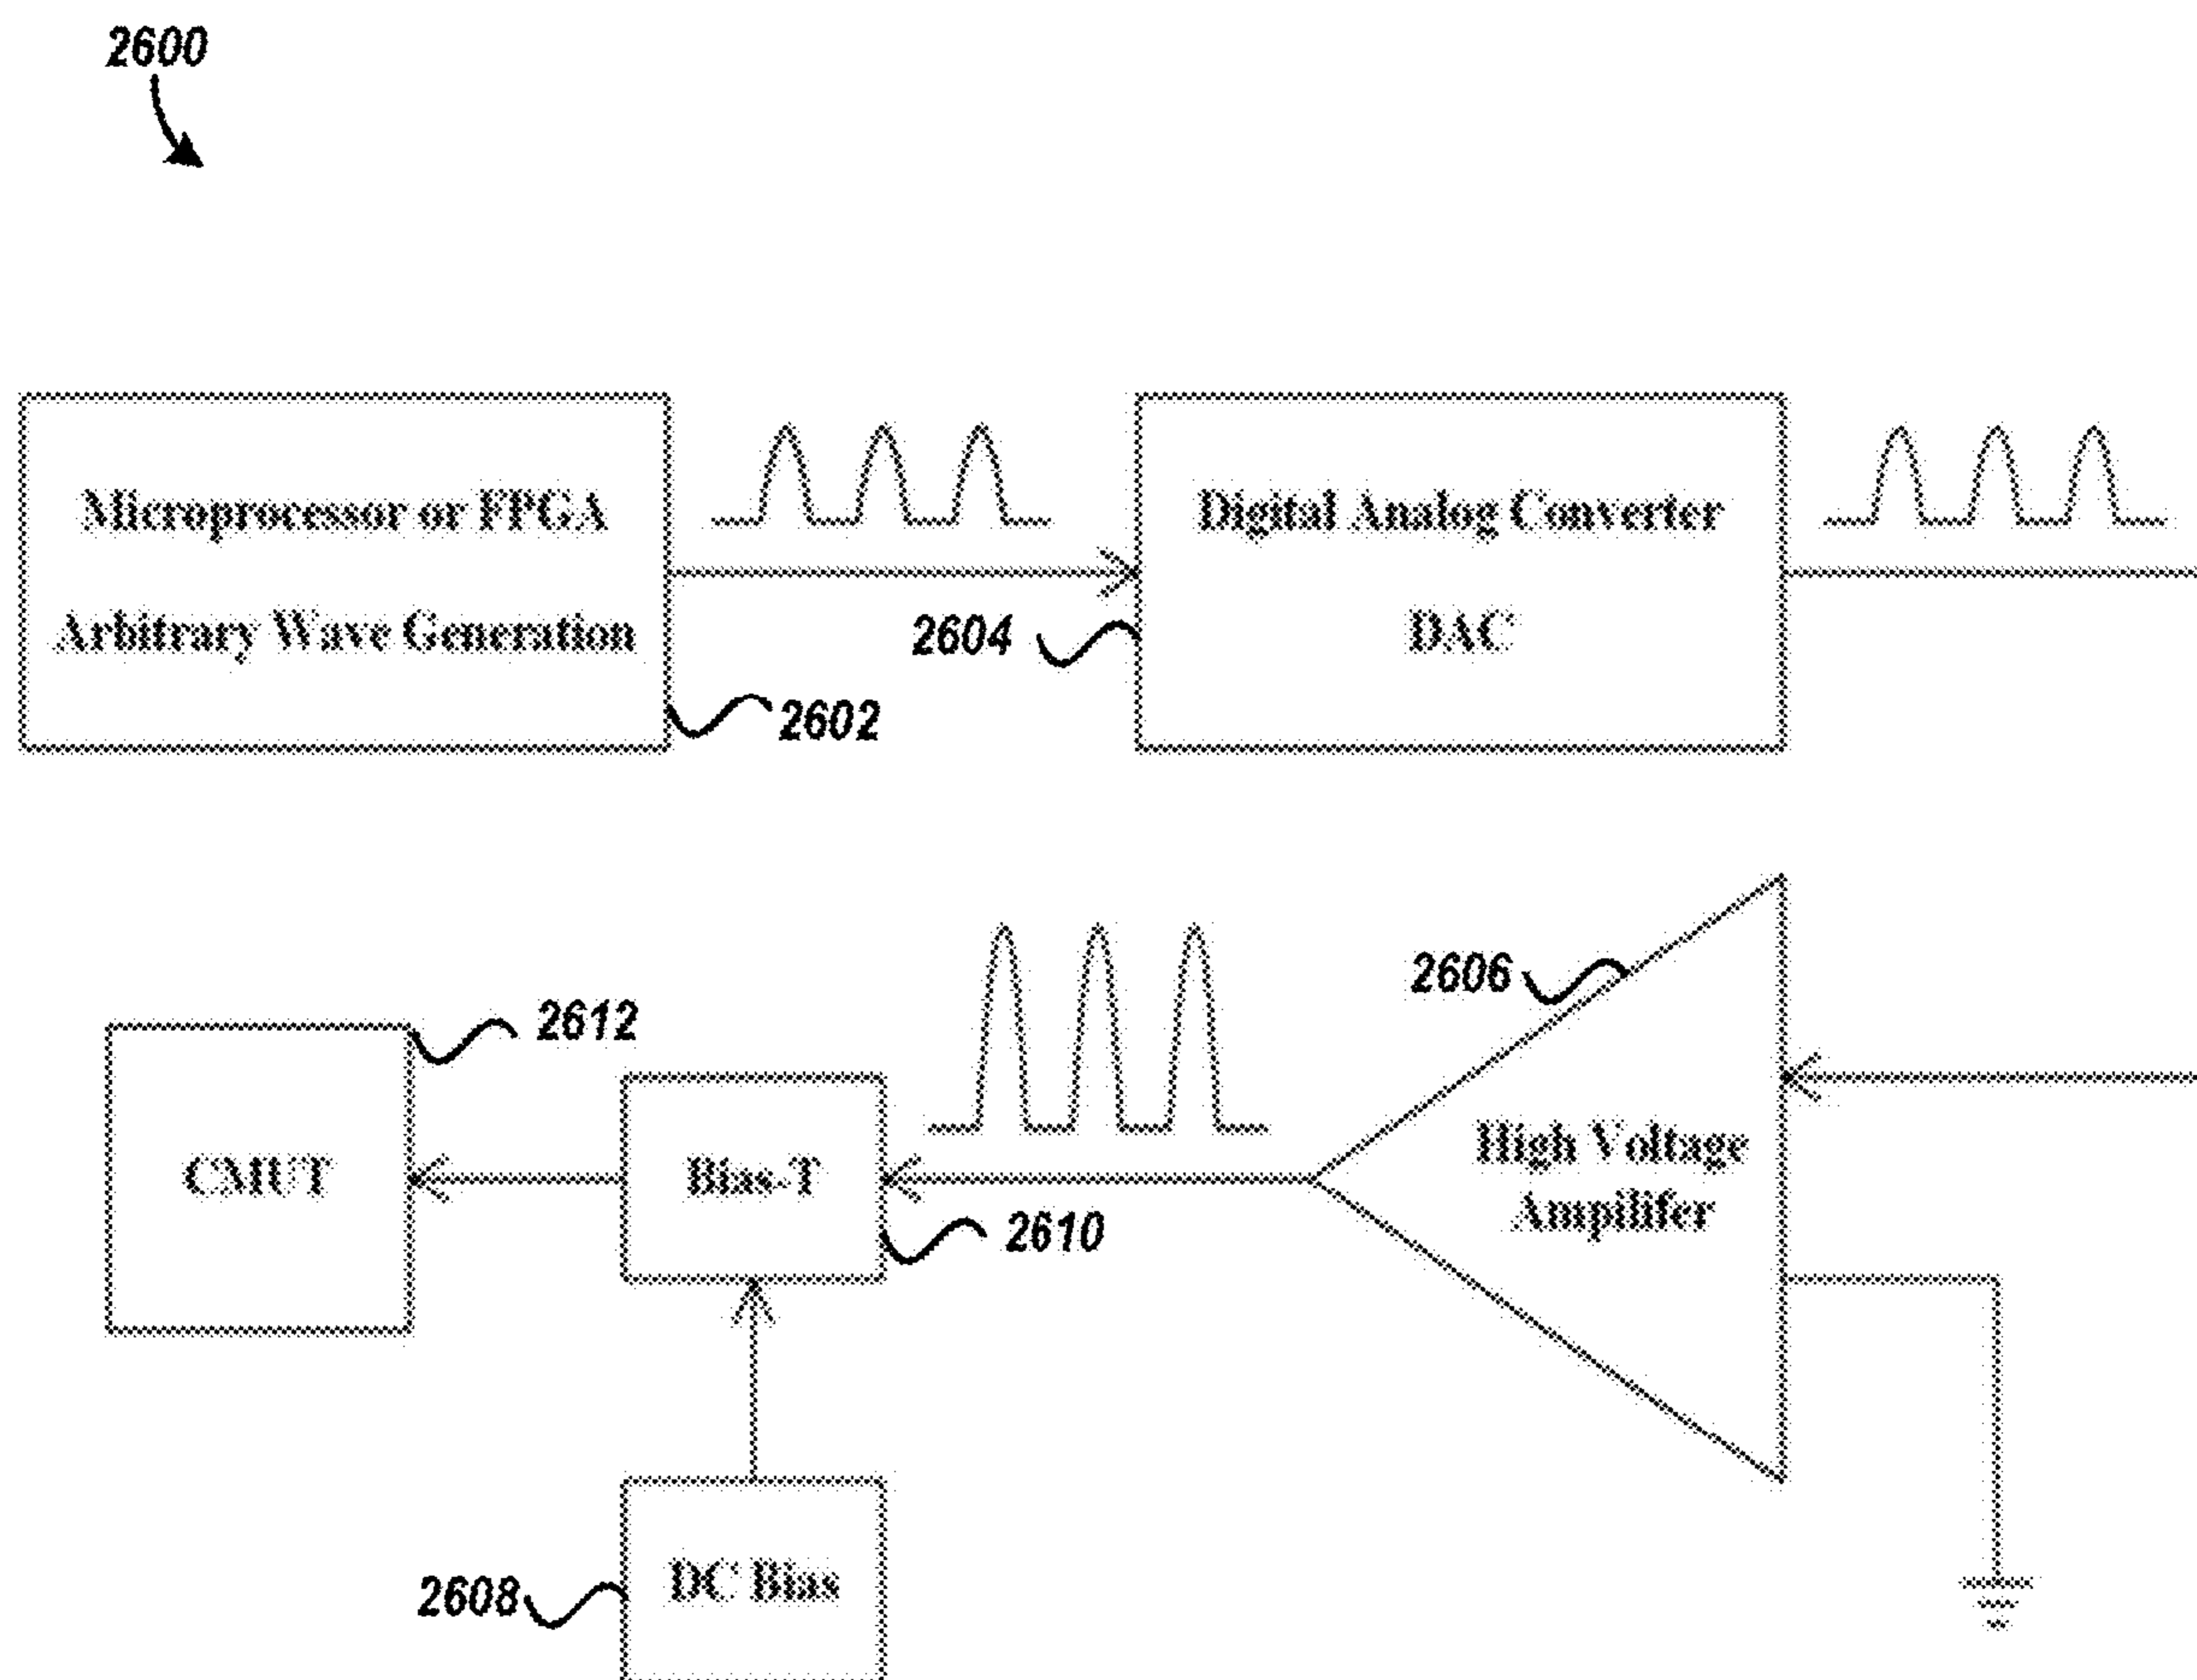 2600
Microprocessor or FPGA
Arbitrary Wave Generation
2602
2604
Digital Analog Converter
DAC
2606
High Voltage
Ampilifer
2612
CMUT
Bias-T
2610
2608
DC Bias